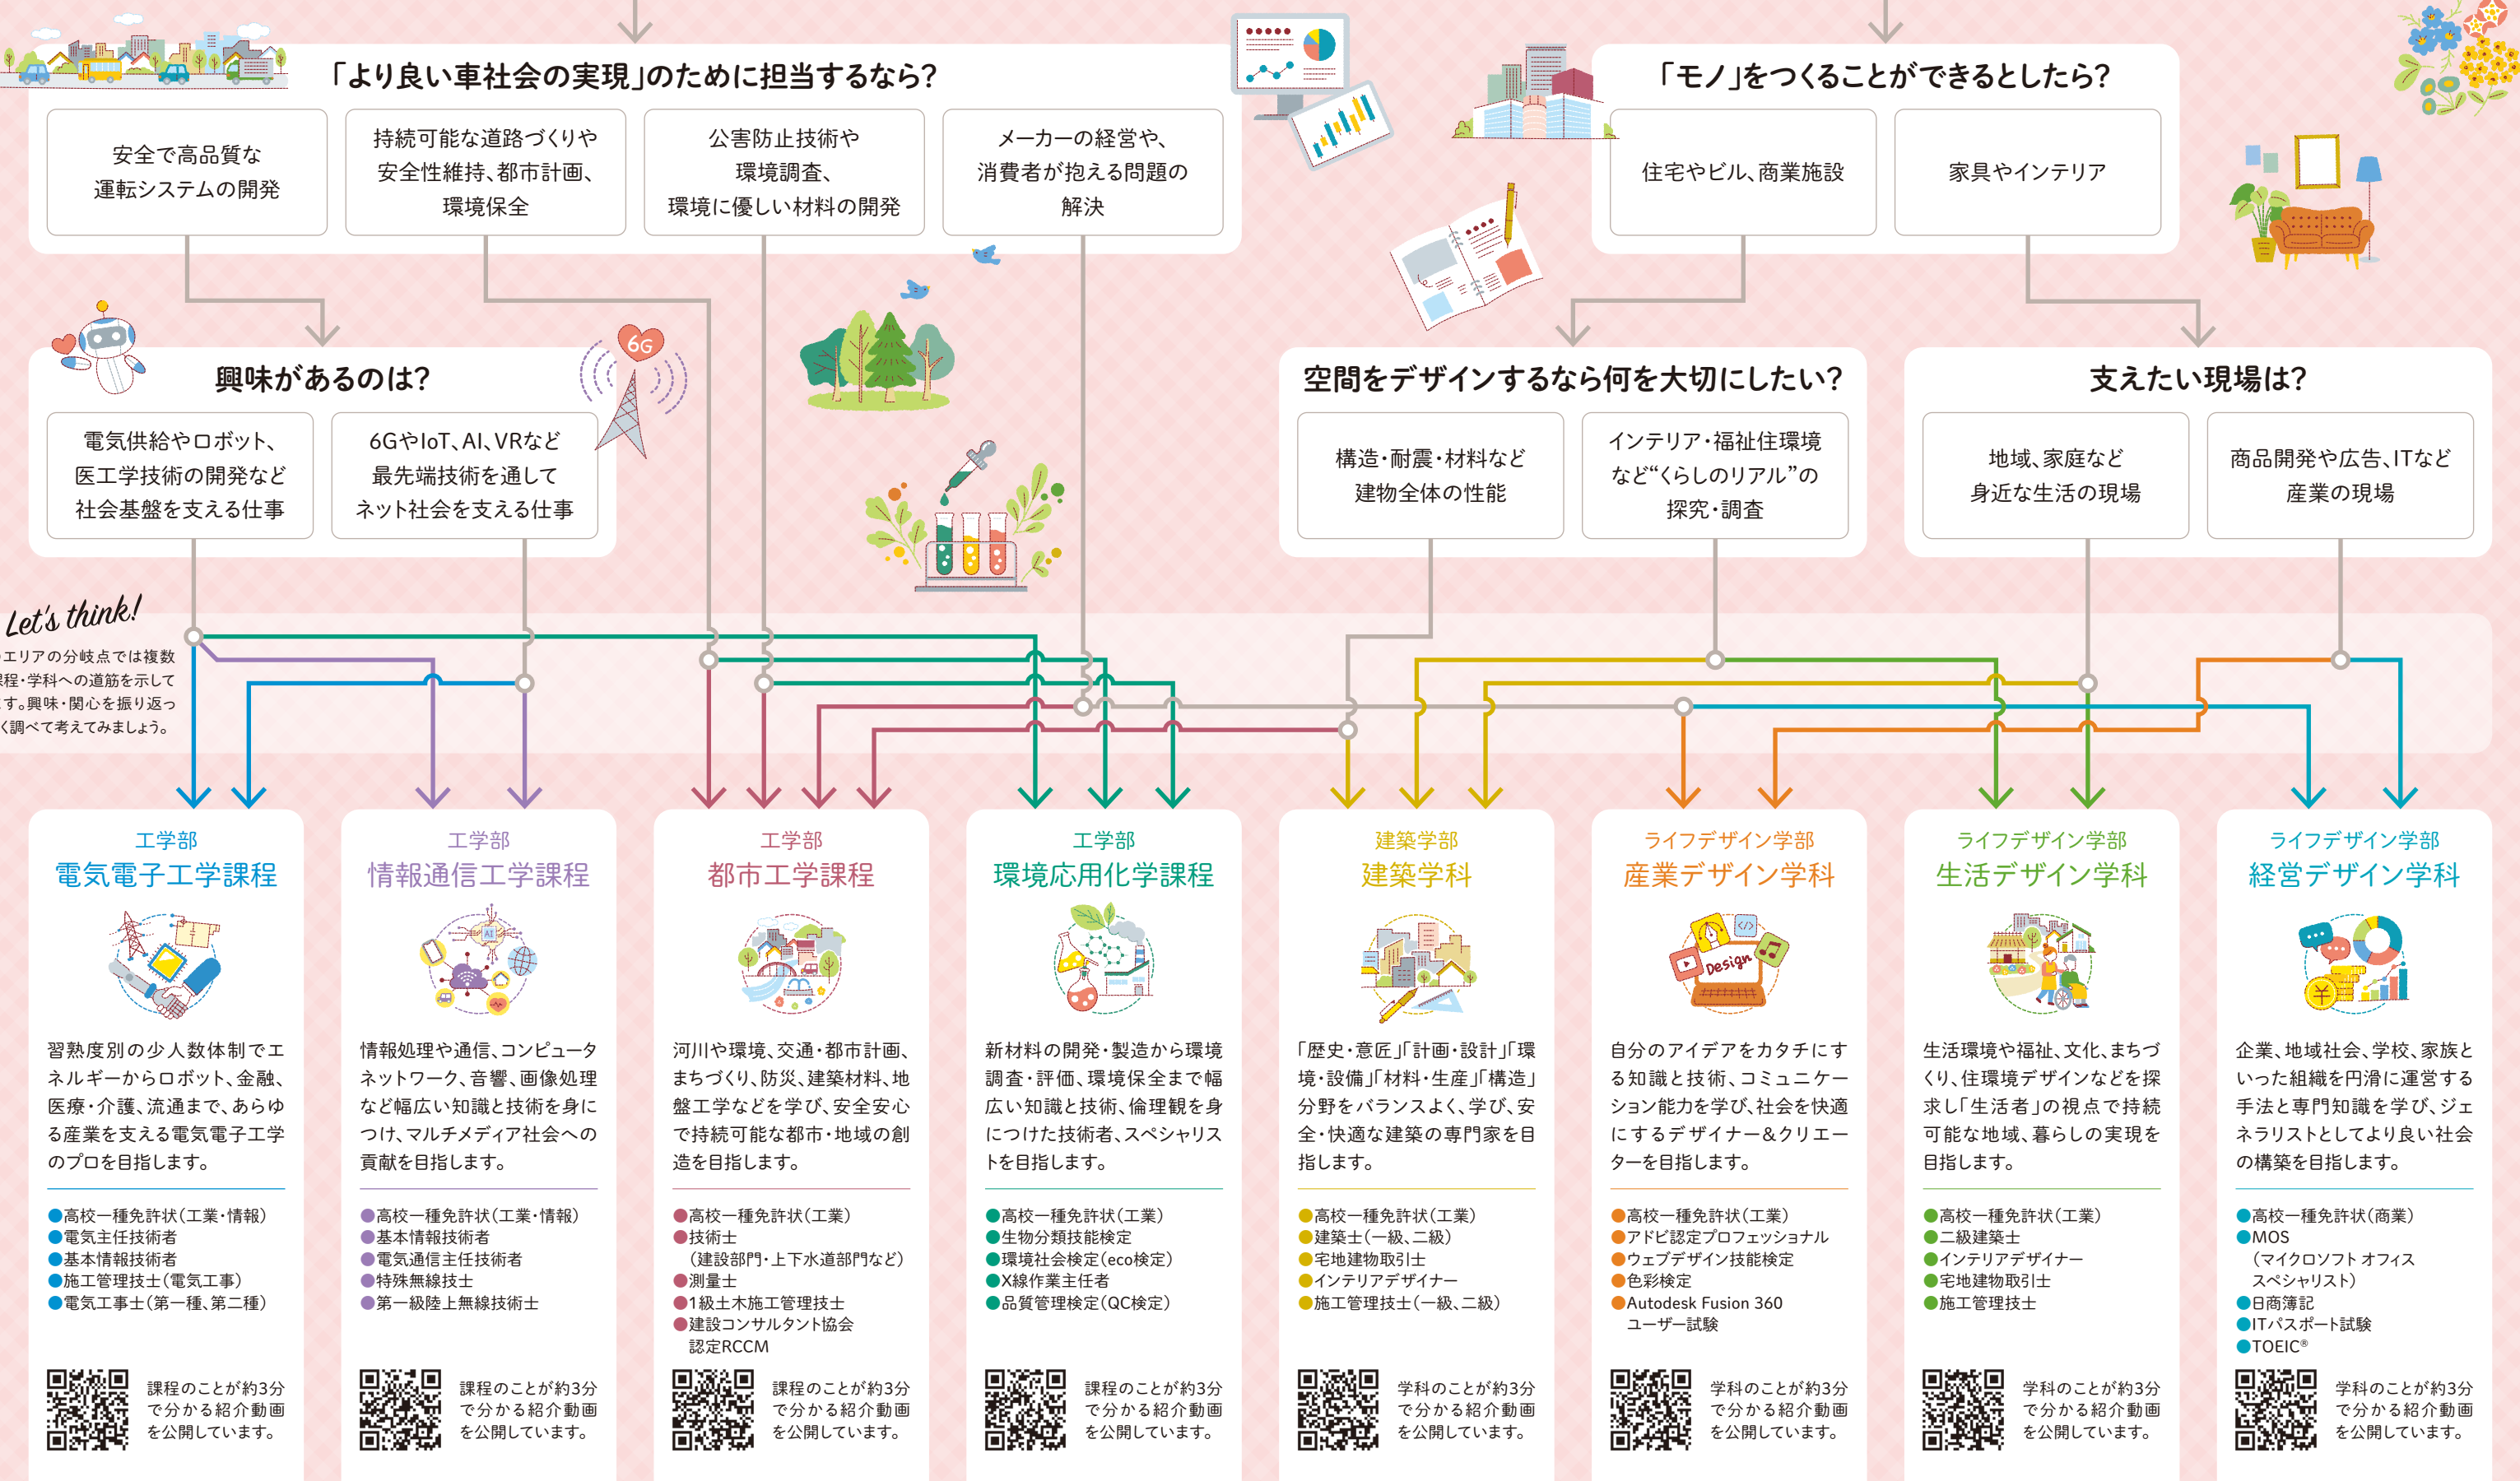 「より良い車社会の実現」のために担当するなら?
安全で高品質な
運転システムの開発
持続可能な道路づくりや
安全性維持、都市計画、
環境保全
公害防止技術や
環境調査、
環境に優しい材料の開発
メーカーの経営や、
消費者が抱える問題の
解決
「モノ」をつくることができるとしたら?
住宅やビル、商業施設
家具やインテリア
興味があるのは?
電気供給やロボット、
医工学技術の開発など
社会基盤を支える仕事
6GやIoT、AI、VRなど
最先端技術を通して
ネット社会を支える仕事
6G
空間をデザインするなら何を大切にしたい?
構造・耐震・材料など
建物全体の性能
インテリア・福祉住環境
など“くらしのリアル”の
探究・調査
支えたい現場は?
地域、家庭など
身近な生活の現場
商品開発や広告、ITなど
産業の現場
Let's think!
エリアの分岐点では複数
課程・学科への道筋を示して
ます。興味・関心を振り返っ
く調べて考えてみましょう。
工学部
電気電子工学課程
習熟度別の少人数体制でエ
ネルギーからロボット、金融、
医療・介護、流通まで、あらゆ
る産業を支える電気電子工学
のプロを目指します。
●高校一種免許状(工業・情報)
●電気主任技術者
●基本情報技術者
●施工管理技士(電気工事)
●電気工事士(第一種、第二種)
課程のことが約3分
で分かる紹介動画
を公開しています。
工学部
情報通信工学課程
AI
情報処理や通信、コンピュータ
ネットワーク、音響、画像処理
など幅広い知識と技術を身に
つけ、マルチメディア社会への
貢献を目指します。
●高校一種免許状(工業・情報)
●基本情報技術者
●電気通信主任技術者
●特殊無線技士
●第一級陸上無線技術士
課程のことが約3分
で分かる紹介動画
を公開しています。
工学部
都市工学課程
河川や環境、交通・都市計画、
まちづくり、防災、建築材料、地
盤工学などを学び、安全安心
で持続可能な都市・地域の創
造を目指します。
●高校一種免許状(工業)
●技術士
(建設部門・上下水道部門など)
●測量士
●1級土木施工管理技士
●建設コンサルタント協会
認定RCCM
課程のことが約3分
で分かる紹介動画
を公開しています。
工学部
環境応用化学課程
新材料の開発・製造から環境
調査・評価、環境保全まで幅
広い知識と技術、倫理観を身
につけた技術者、スペシャリス
トを目指します。
●高校一種免許状(工業)
●生物分類技能検定
●環境社会検定(eco検定)
●X線作業主任者
●品質管理検定(QC検定)
課程のことが約3分
で分かる紹介動画
を公開しています。
建築学部
建築学科
「歴史・意匠」「計画・設計」「環
境・設備」「材料・生産」「構造」
分野をバランスよく、学び、安
全・快適な建築の専門家を目
指します。
●高校一種免許状(工業)
●建築士(一級、二級)
●宅地建物取引士
●インテリアデザイナー
●施工管理技士(一級、二級)
学科のことが約3分
で分かる紹介動画
を公開しています。
ライフデザイン学部
産業デザイン学科
</>
Design
自分のアイデアをカタチにす
る知識と技術、コミュニケー
ション能力を学び、社会を快適
にするデザイナー&クリエー
ターを目指します。
●高校一種免許状(工業)
●アドビ認定プロフェッショナル
●ウェブデザイン技能検定
●色彩検定
●Autodesk Fusion 360
ユーザー試験
学科のことが約3分
で分かる紹介動画
を公開しています。
ライフデザイン学部
生活デザイン学科
生活環境や福祉、文化、まちづ
くり、住環境デザインなどを探
求し「生活者」の視点で持続
可能な地域、暮らしの実現を
目指します。
●高校一種免許状(工業)
●二級建築士
●インテリアデザイナー
●宅地建物取引士
●施工管理技士
学科のことが約3分
で分かる紹介動画
を公開しています。
ライフデザイン学部
経営デザイン学科
¥
企業、地域社会、学校、家族と
いった組織を円滑に運営する
手法と専門知識を学び、ジェ
ネラリストとしてより良い社会
の構築を目指します。
●高校一種免許状(商業)
●MOS
(マイクロソフト オフィス
スペシャリスト)
●日商簿記
●ITパスポート試験
●TOEIC®
学科のことが約3分
で分かる紹介動画
を公開しています。